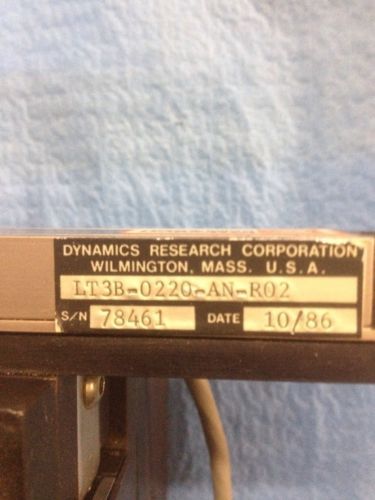 DYNAMICS RESEARCH CORPORATION
WILMINGTON, MASS. U.S.A.
LT3B-0220-AN-R02
S/N 78461 DATE 10/86